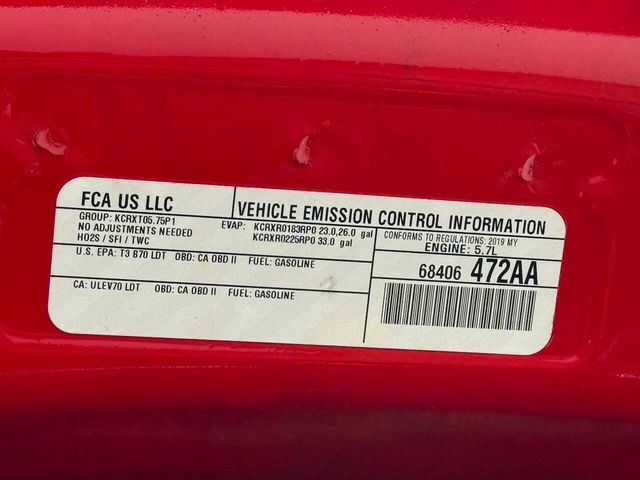 FCA US LLC
VEHICLE EMISSION CONTROL INFORMATION
GROUP: KCRXT05.75P1
NO ADJUSTMENTS NEEDED
HO2S / SFI / TWC
EVAP: KCRXR0183RP0 23.0,26.0 gal
KCRXR0225RP0 33.0 gal
CONFORMS TO REGULATIONS: 2019 MY
ENGINE: 5.7L
U.S. EPA: T3 B70 LDT OBD: CA OBD II FUEL: GASOLINE
CA: ULEV70 LDT OBD: CA OBD II FUEL: GASOLINE
68406 472AA